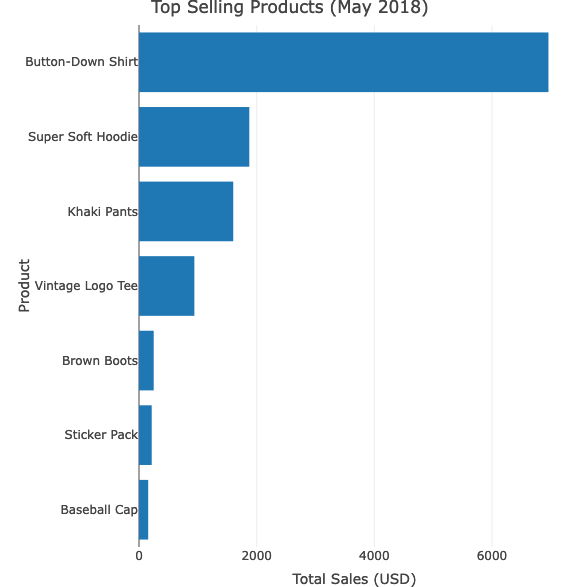 Top Selling Products (May 2018)
Button-Down Shirt
Super Soft Hoodie
Khaki Pants
Vintage Logo Tee
Brown Boots
Sticker Pack
Baseball Cap
Product
0 2000 4000 6000
Total Sales (USD)